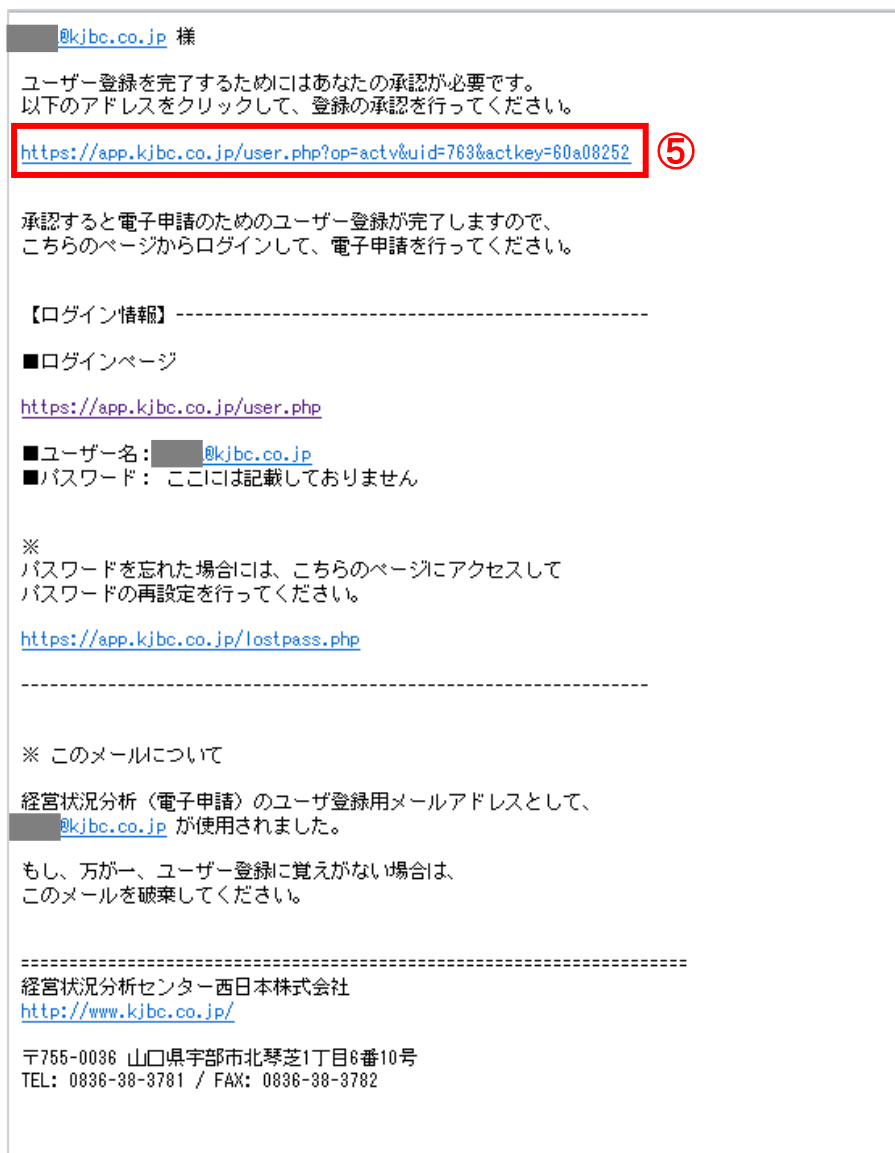 @kjbc.co.jp 様
ユーザー登録を完了するためにはあなたの承認が必要です。
以下のアドレスをクリックして、登録の承認を行ってください。
https://app.kjbc.co.jp/user.php?op=actv&uid=763&actkey=60a08252
⑤
承認すると電子申請のためのユーザー登録が完了しますので、
こちらのページからログインして、電子申請を行ってください。
【ログイン情報】-------------------------------------------------
■ログインページ
https://app.kjbc.co.jp/user.php
■ユーザー名: @kjbc.co.jp
■パスワード: ここには記載しておりません
※
パスワードを忘れた場合には、こちらのページにアクセスして
パスワードの再設定を行ってください。
https://app.kjbc.co.jp/lostpass.php
-----------------------------------------------------------------
※ このメールについて
経営状況分析（電子申請）のユーザ登録用メールアドレスとして、
@kjbc.co.jp が使用されました。
もし、万が一、ユーザー登録に覚えがない場合は、
このメールを破棄してください。
=====================================================================
経営状況分析センター西日本株式会社
http://www.kjbc.co.jp/
〒755-0036 山口県宇部市北琴芝1丁目6番10号
TEL: 0836-38-3781 / FAX: 0836-38-3782